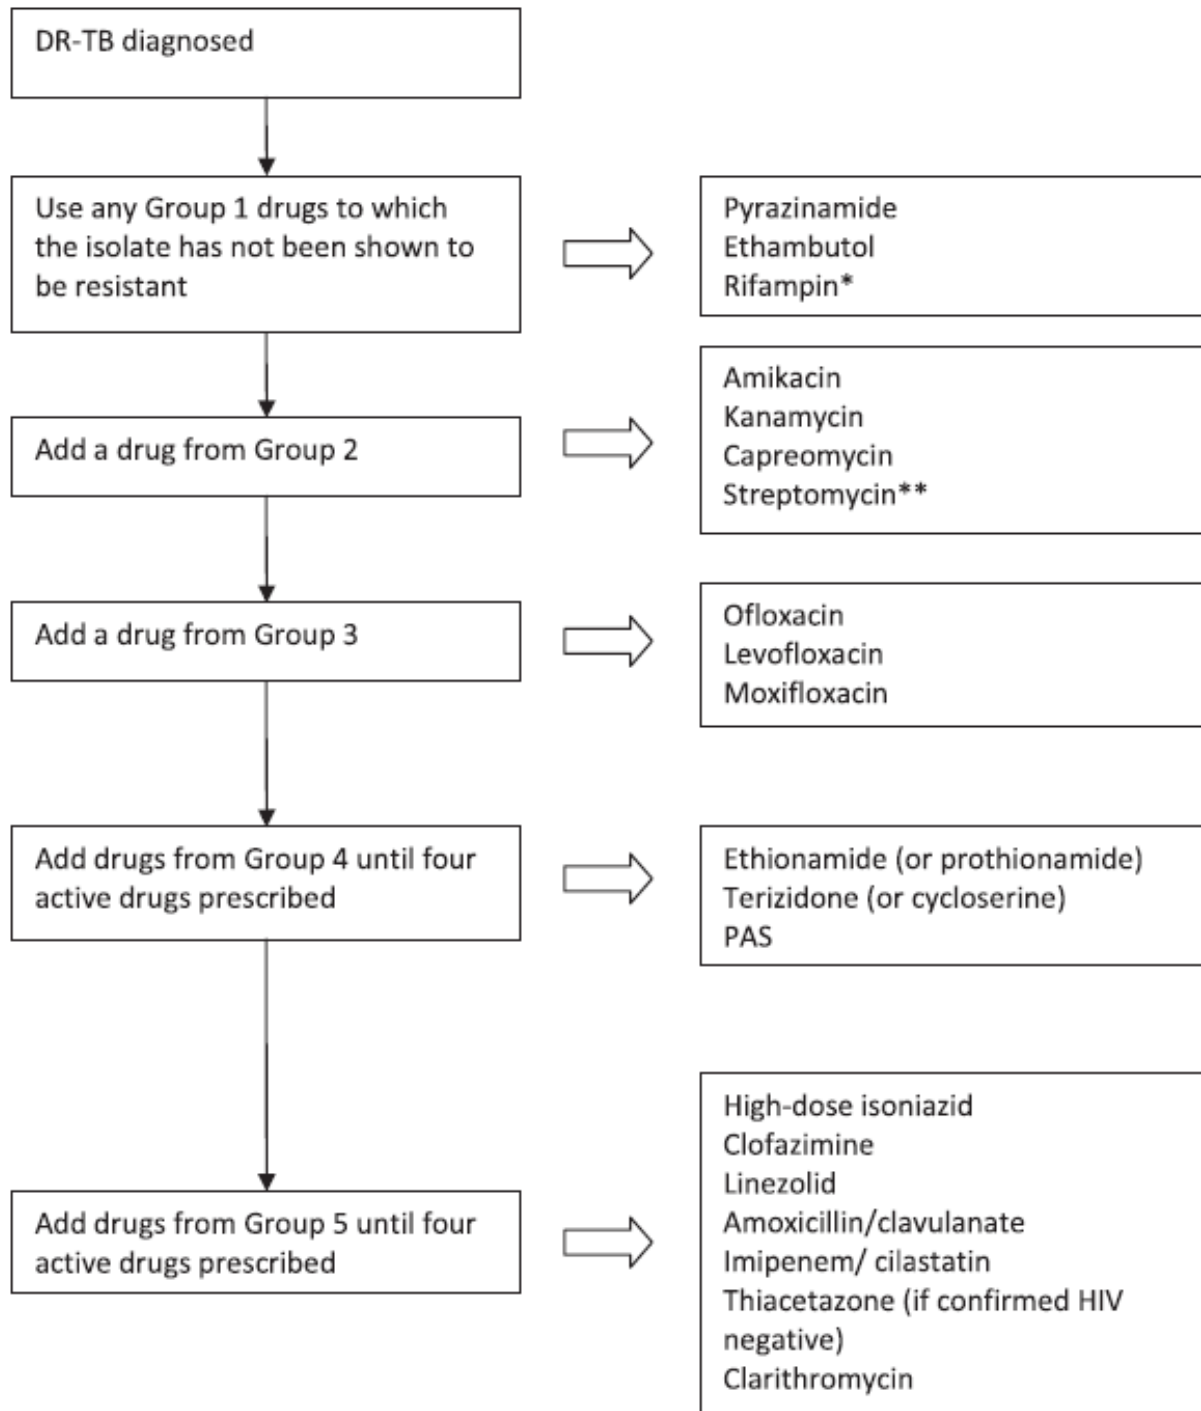 DR-TB diagnosed
Use any Group 1 drugs to which
the isolate has not been shown to
be resistant
Pyrazinamide
Ethambutol
Rifampin*
Add a drug from Group 2
Amikacin
Kanamycin
Capreomycin
Streptomycin**
Add a drug from Group 3
Ofloxacin
Levofloxacin
Moxifloxacin
Add drugs from Group 4 until four
active drugs prescribed
Ethionamide (or prothionamide)
Terizidone (or cycloserine)
PAS
Add drugs from Group 5 until four
active drugs prescribed
High-dose isoniazid
Clofazimine
Linezolid
Amoxicillin/clavulanate
Imipenem/ cilastatin
Thiacetazone (if confirmed HIV
negative)
Clarithromycin